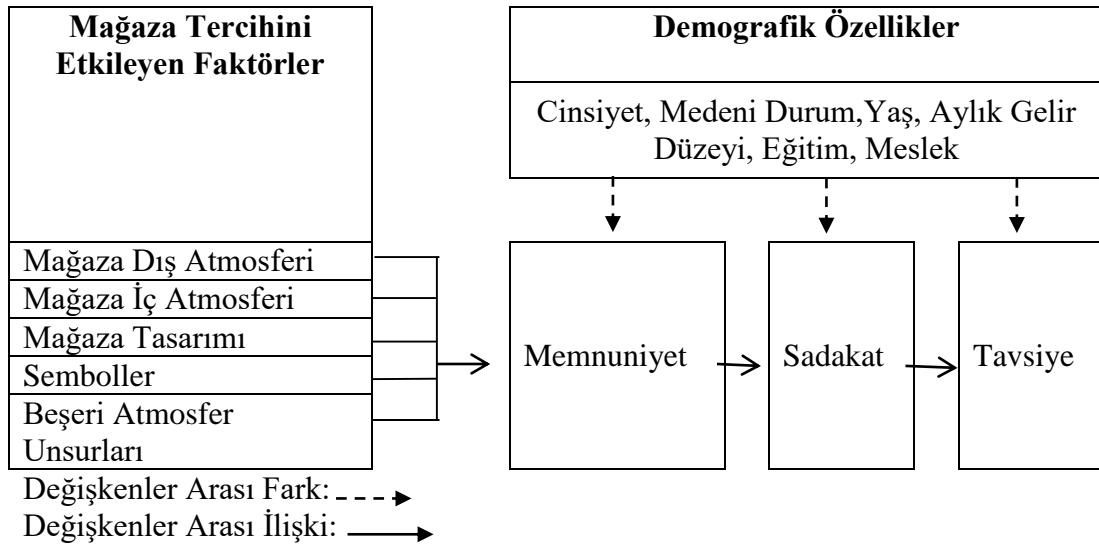 Mağaza Tercihini
Etkileyen Faktörler
Mağaza Dış Atmosferi
Mağaza İç Atmosferi
Mağaza Tasarımı
Semboller
Beşeri Atmosfer
Unsurları
Demografik Özellikler
Cinsiyet, Medeni Durum,Yaş, Aylık Gelir
Düzeyi, Eğitim, Meslek
Memnuniyet
Sadakat
Tavsiye
Değişkenler Arası Fark:
Değişkenler Arası İlişki: